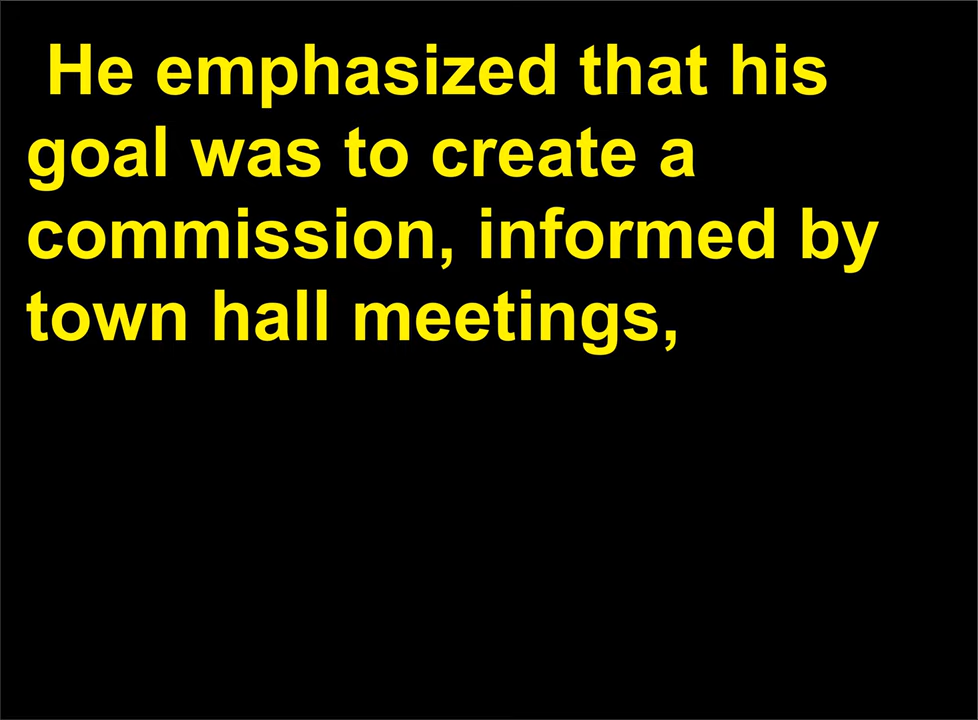 He emphasized that his
goal was to create a
commission, informed by
town hall meetings,